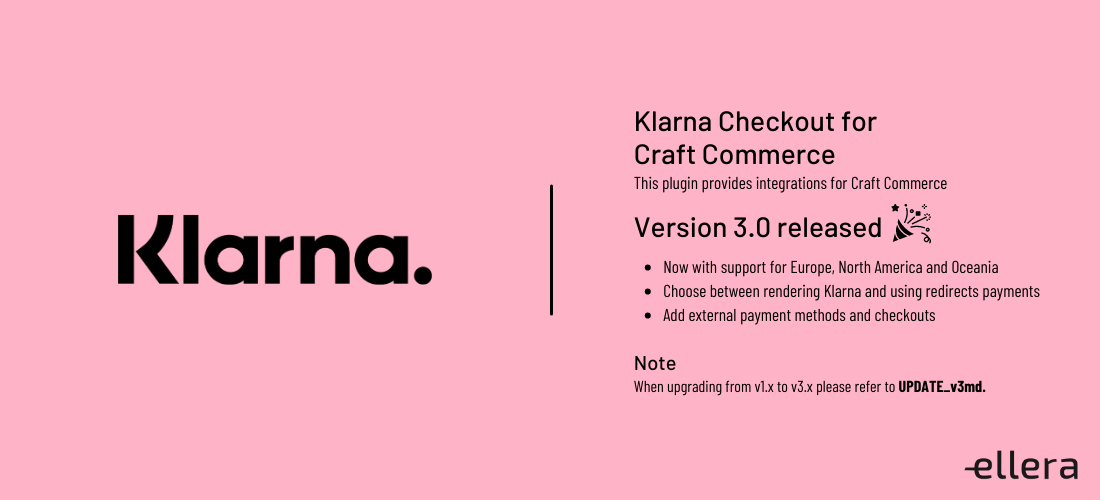 Klarna.
Klarna Checkout for
Craft Commerce
This plugin provides integrations for Craft Commerce
Version 3.0 released
• Now with support for Europe, North America and Oceania
• Choose between rendering Klarna and using redirects payments
• Add external payment methods and checkouts
Note
When upgrading from v1.x to v3.x please refer to UPDATE_v3md.
ellera